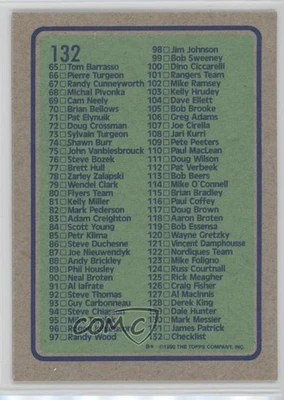 132
65 Tom Barrasso
66 Pierre Turgeon
67 Randy Cunneyworth
68 Michal Pivonka
69 Cam Neely
70 Brian Bellows
71 Pat Elynuik
72 Doug Crossman
73 Sylvain Turgeon
74 Shawn Burr
75 John Vanbiesbrouck
76 Steve Bozek
77 Brett Hull
78 Zarley Zalapski
79 Wendel Clark
80 Flyers Team
81 Kelly Miller
82 Mark Pederson
83 Adam Creighton
84 Scott Young
85 Petr Klima
86 Steve Duchesne
87 Joe Nieuwendyk
88 Andy Brickley
89 Phil Housley
90 Neal Broten
91 Al Iafrate
92 Steve Thomas
93 Guy Carbonneau
94 Steve Chias
95 Mi
96 Ro
97 Randy Wood
98 Jim Johnson
99 Bob Sweeney
100 Dino Ciccarelli
101 Rangers Team
102 Mike Ramsey
103 Kelly Hrudey
104 Dave Ellett
105 Bob Brooke
106 Greg Adams
107 Joe Cirella
108 Jari Kurri
109 Pete Peeters
110 Paul MacLean
111 Doug Wilson
112 Pat Verbeek
113 Bob Beers
114 Mike O'Connell
115 Brian Bradley
116 Paul Coffey
117 Doug Brown
118 Aaron Broten
119 Bob Essensa
120 Wayne Gretzky
121 Vincent Damphousse
122 Nordiques Team
123 Mike Foligno
124 Russ Courtnall
125 Rick Meagher
126 Craig Fisher
127 Al MacInnis
128 Derek King
129 Dale Hunter
130 Mark Messier
131 James Patrick
132 Checklist
B* ©1990 THE TOPPS COMPANY, INC.
COMC